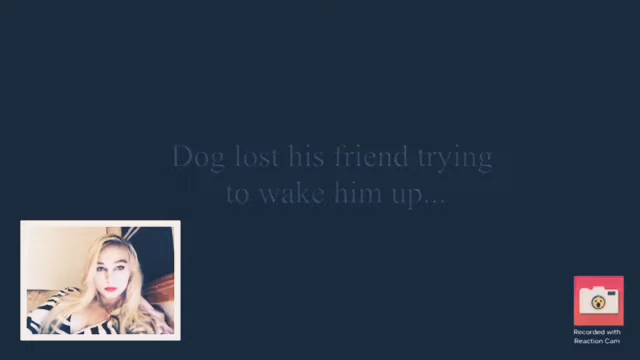 Dog lost his friend trying
to wake him up...
Recorded with
Reaction Cam